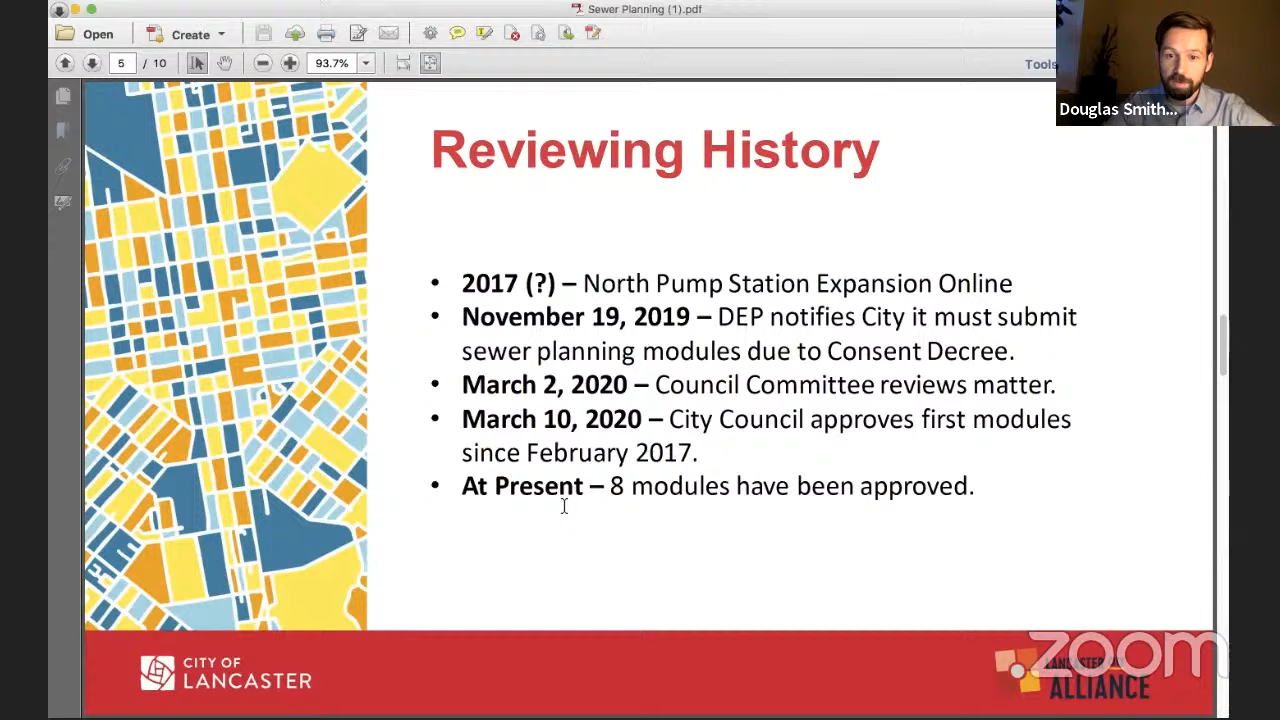 Sewer Planning (1).pdf
Open
Create
5 / 10
93.7%
Tools
Douglas Smith...
Reviewing History
• 2017 (?) – North Pump Station Expansion Online
• November 19, 2019 – DEP notifies City it must submit
sewer planning modules due to Consent Decree.
• March 2, 2020 – Council Committee reviews matter.
• March 10, 2020 – City Council approves first modules
since February 2017.
• At Present – 8 modules have been approved.
CITY OF
LANCASTER
LANCASTER
ALLIANCE
zoom